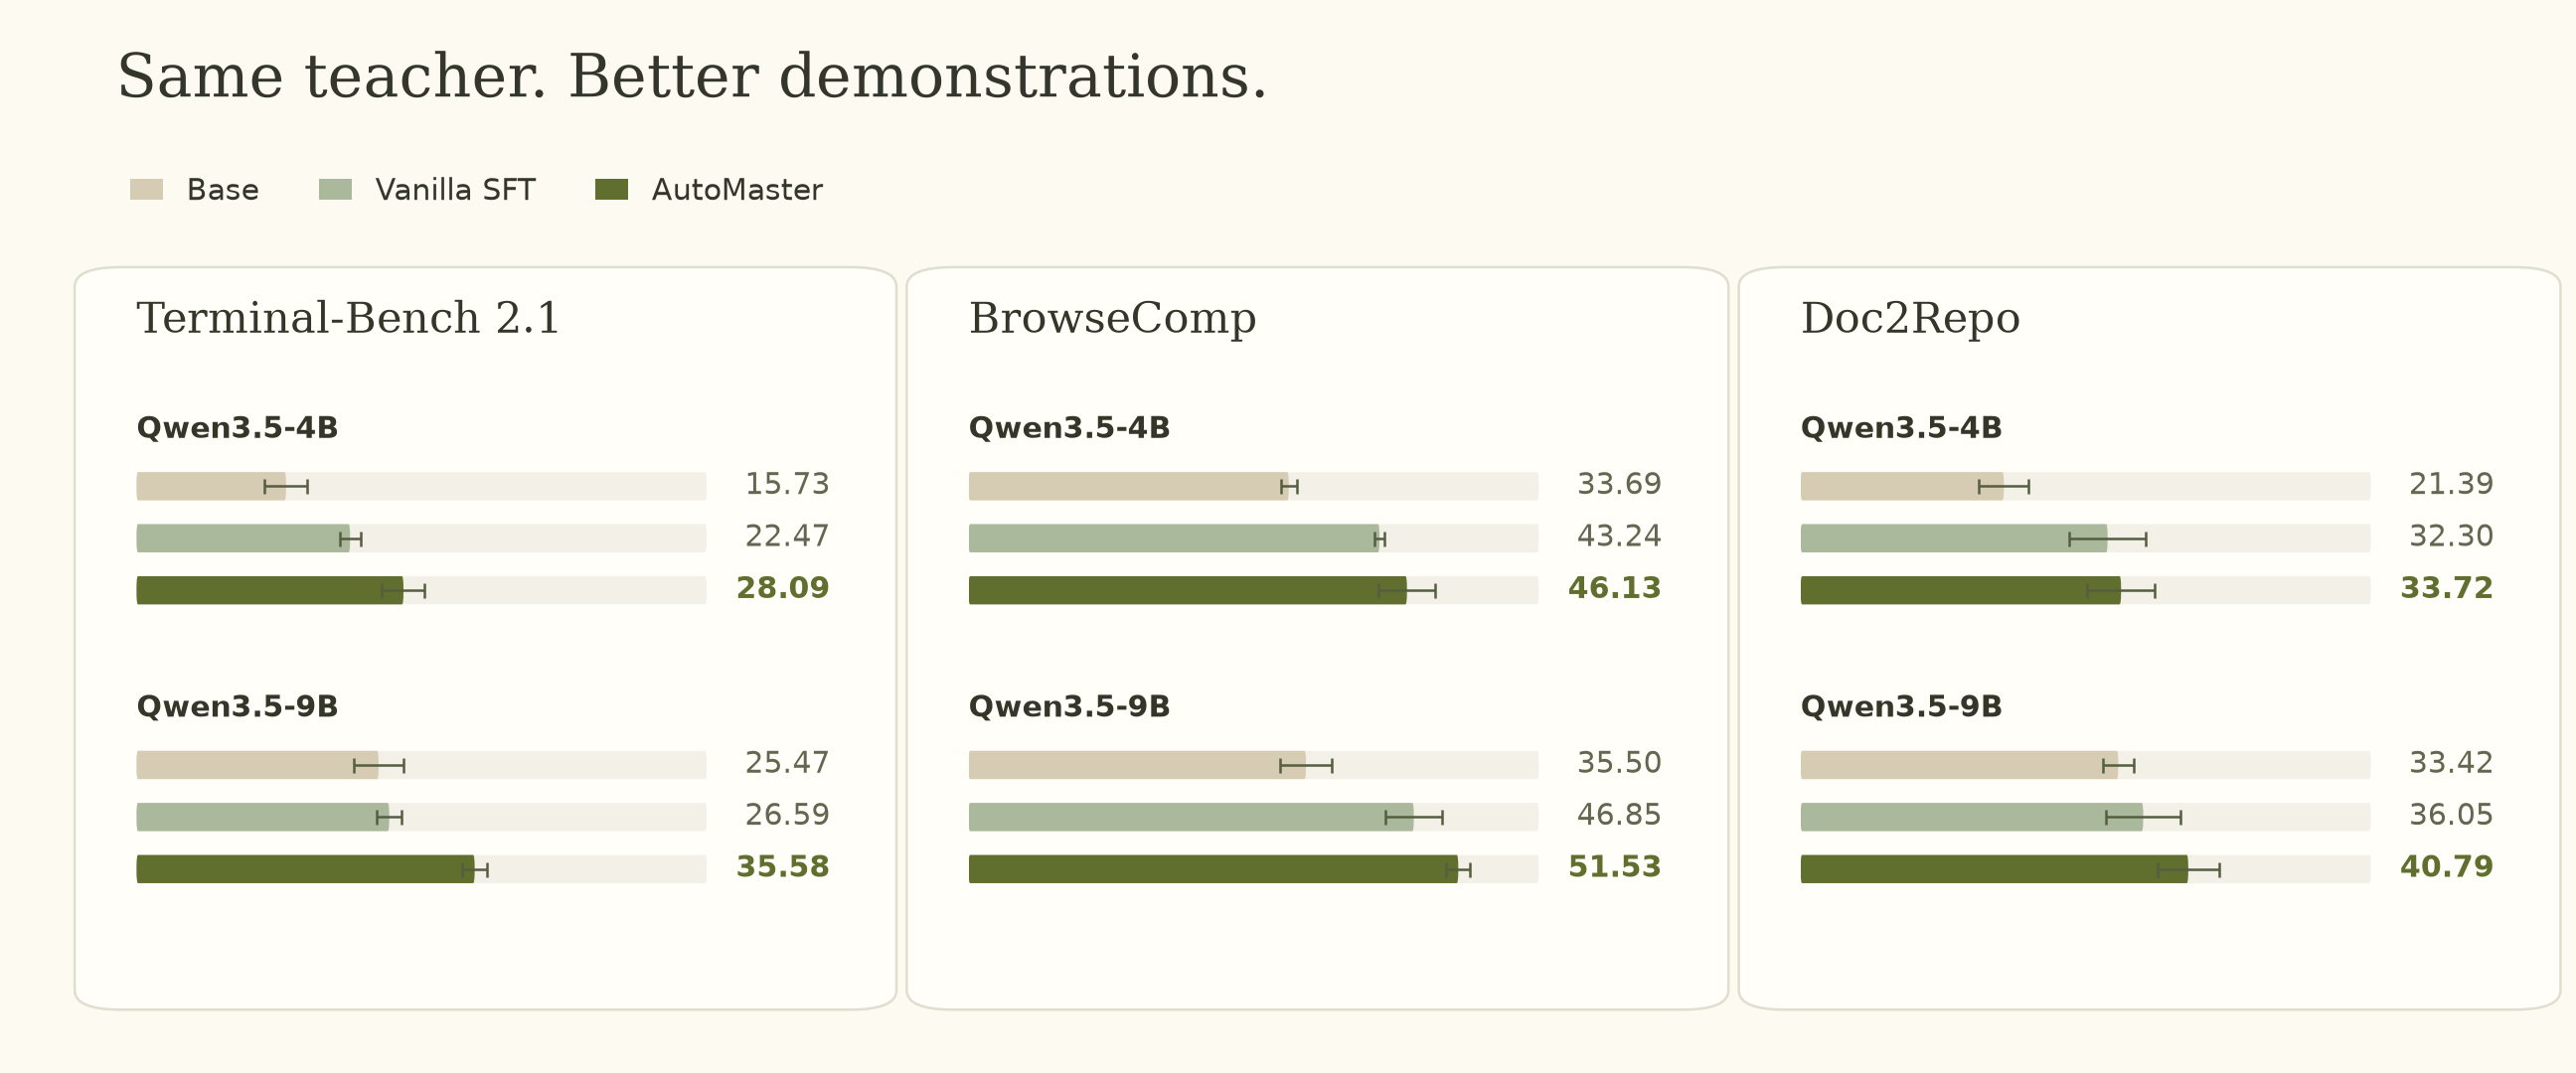 Same teacher. Better demonstrations.
Base Vanilla SFT AutoMaster
Terminal-Bench 2.1
Qwen3.5-4B
15.73
22.47
28.09
Qwen3.5-9B
25.47
26.59
35.58
BrowseComp
Qwen3.5-4B
33.69
43.24
46.13
Qwen3.5-9B
35.50
46.85
51.53
Doc2Repo
Qwen3.5-4B
21.39
32.30
33.72
Qwen3.5-9B
33.42
36.05
40.79